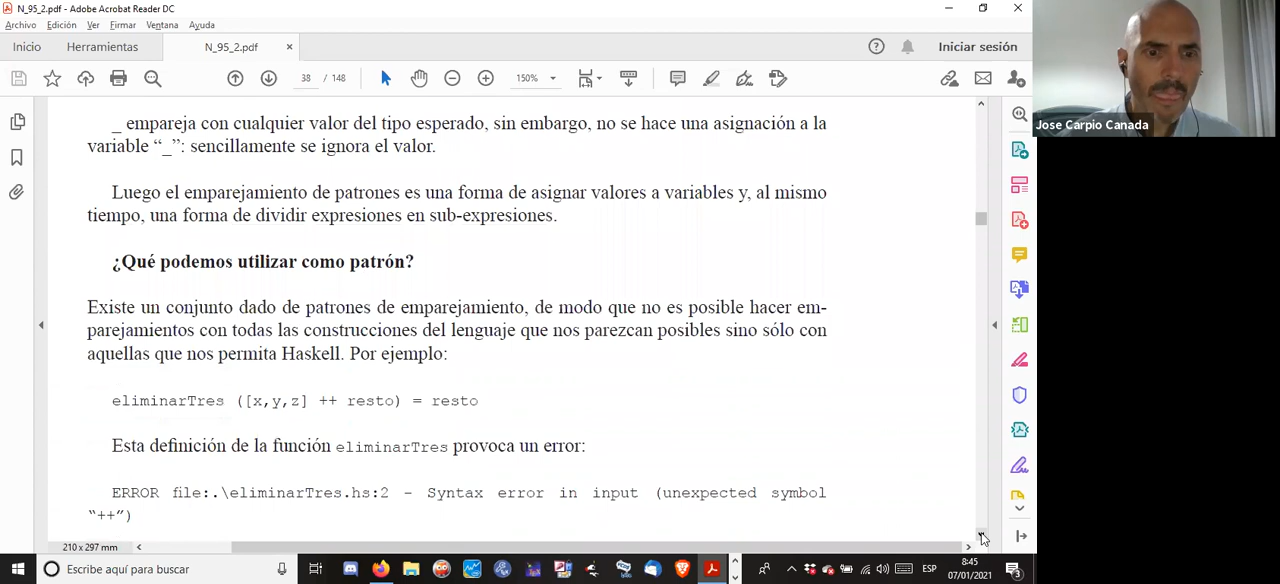 N_95_2.pdf - Adobe Acrobat Reader DC
Archivo Edición Ver Firmar Ventana Ayuda
Inicio Herramientas N_95_2.pdf × Iniciar sesión
38 / 148 150%
Jose Carpio Canada
_ empareja con cualquier valor del tipo esperado, sin embargo, no se hace una asignación a la
variable “_”: sencillamente se ignora el valor.
Luego el emparejamiento de patrones es una forma de asignar valores a variables y, al mismo
tiempo, una forma de dividir expresiones en sub-expresiones.
¿Qué podemos utilizar como patrón?
Existe un conjunto dado de patrones de emparejamiento, de modo que no es posible hacer em-
parejamientos con todas las construcciones del lenguaje que nos parezcan posibles sino sólo con
aquellas que nos permita Haskell. Por ejemplo:
eliminarTres ([x,y,z] ++ resto) = resto
Esta definición de la función eliminarTres provoca un error:
ERROR file:.\eliminarTres.hs:2 - Syntax error in input (unexpected symbol
“++”)
210 x 297 mm
Escribe aquí para buscar
ESP
8:45
07/01/2021
3